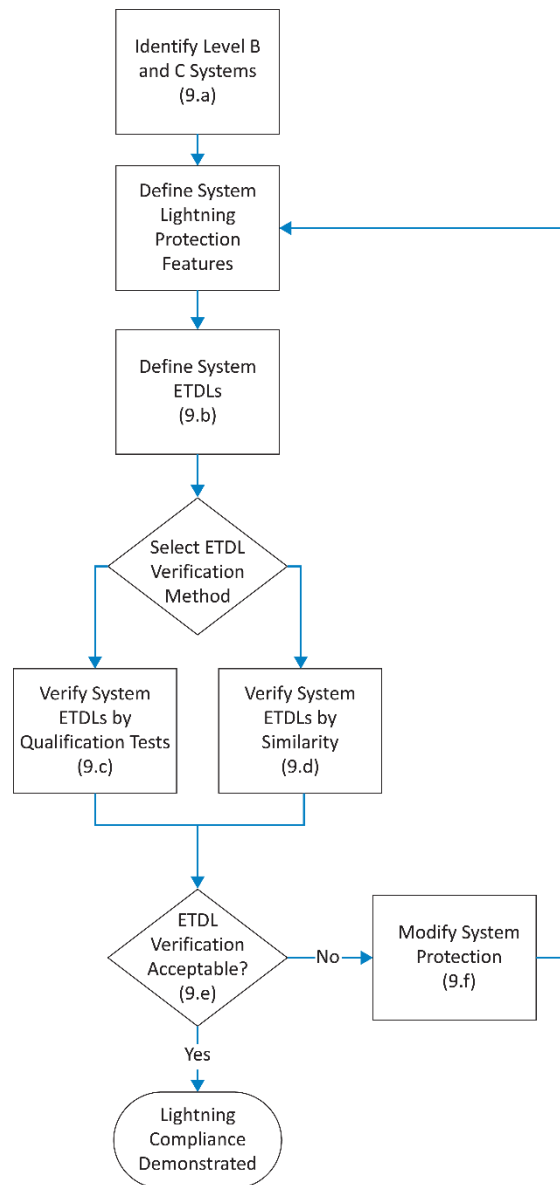 Identify Level B
and C Systems
(9.a)
Define System
Lightning
Protection
Features
Define System
ETDLs
(9.b)
Select ETDL
Verification
Method
Verify System
ETDLs by
Qualification Tests
(9.c)
Verify System
ETDLs by
Similarity
(9.d)
ETDL
Verification
Acceptable?
(9.e)
No
Modify System
Protection
(9.f)
Yes
Lightning
Compliance
Demonstrated